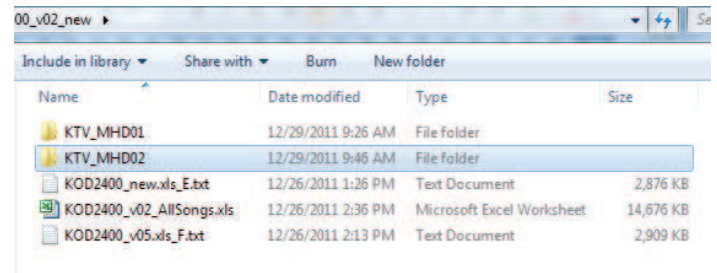 00_v02_new
Include in library Share with Burn New folder
Name Date modified Type Size
KTV_MHD01 12/29/2011 9:26 AM File folder
KTV_MHD02 12/29/2011 9:46 AM File folder
KOD2400_new.xls_E.txt 12/26/2011 1:26 PM Text Document 2,876 KB
KOD2400_v02_AllSongs.xls 12/26/2011 2:36 PM Microsoft Excel Worksheet 14,676 KB
KOD2400_v05.xls_F.txt 12/26/2011 2:13 PM Text Document 2,909 KB